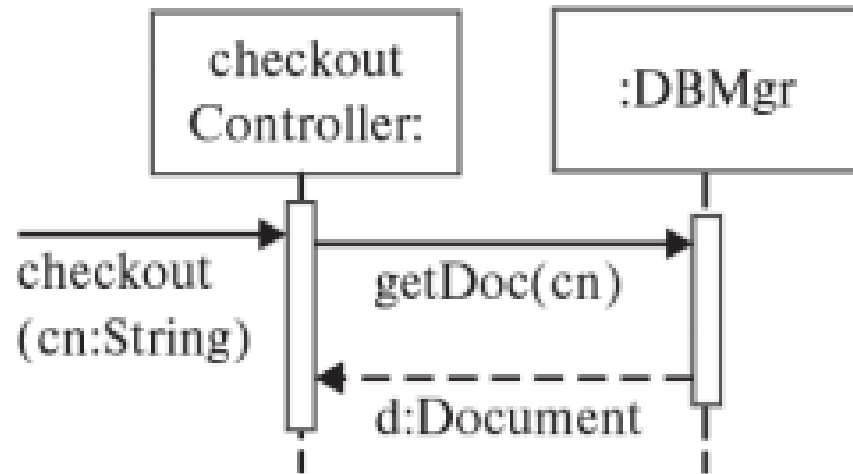 checkout
Controller:
:DBMgr
checkout
(cn:String)
getDoc(cn)
d:Document